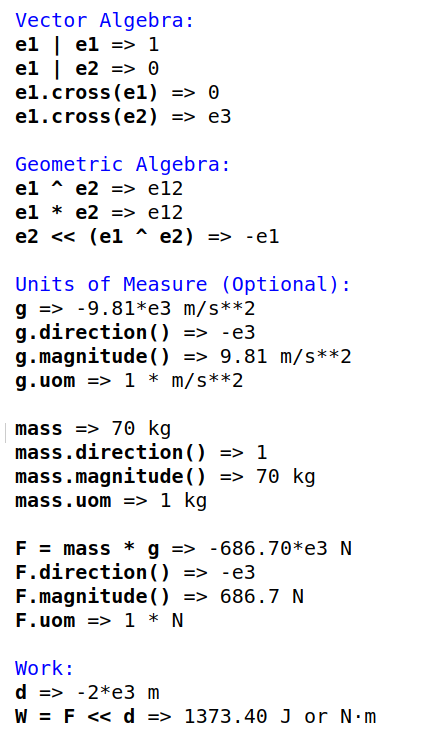 Vector Algebra:
e1 | e1 => 1
e1 | e2 => 0
e1.cross(e1) => 0
e1.cross(e2) => e3
Geometric Algebra:
e1 ^ e2 => e12
e1 * e2 => e12
e2 << (e1 ^ e2) => -e1
Units of Measure (Optional):
g => -9.81*e3 m/s**2
g.direction() => -e3
g.magnitude() => 9.81 m/s**2
g.uom => 1 * m/s**2
mass => 70 kg
mass.direction() => 1
mass.magnitude() => 70 kg
mass.uom => 1 kg
F = mass * g => -686.70*e3 N
F.direction() => -e3
F.magnitude() => 686.7 N
F.uom => 1 * N
Work:
d => -2*e3 m
W = F << d => 1373.40 J or N·m